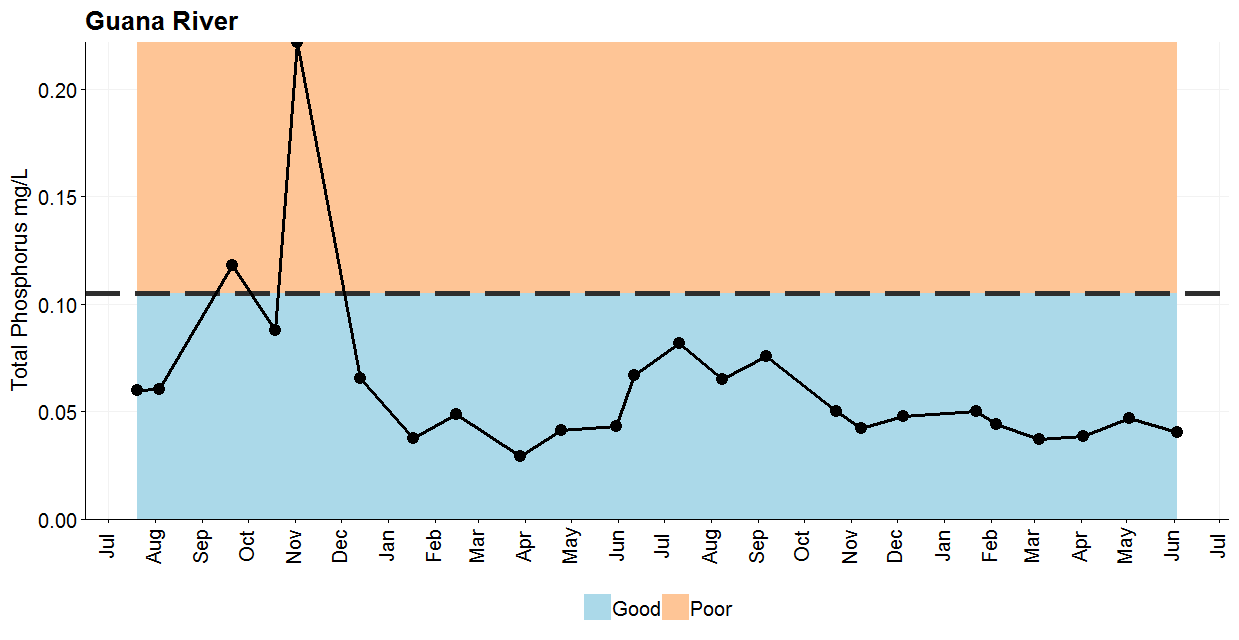 Guana River
Total Phosphorus mg/L
0.20
0.15
0.10
0.05
0.00
Jul Aug Sep Oct Nov Dec Jan Feb Mar Apr May Jun Jul Aug Sep Oct Nov Dec Jan Feb Mar Apr May Jun Jul
Good Poor